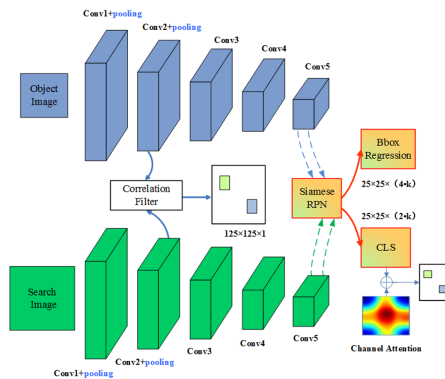 Conv1+pooling
Conv2+pooling
Conv3
Conv4
Conv5
Object
Image
Bbox
Regression
Correlation
Filter
Siamese
RPN
25×25×（4•k）
125×125×1
25×25×（2•k）
CLS
Search
Image
Conv5
Conv4
Conv3
Conv2+pooling
Conv1+pooling
Channel Attention